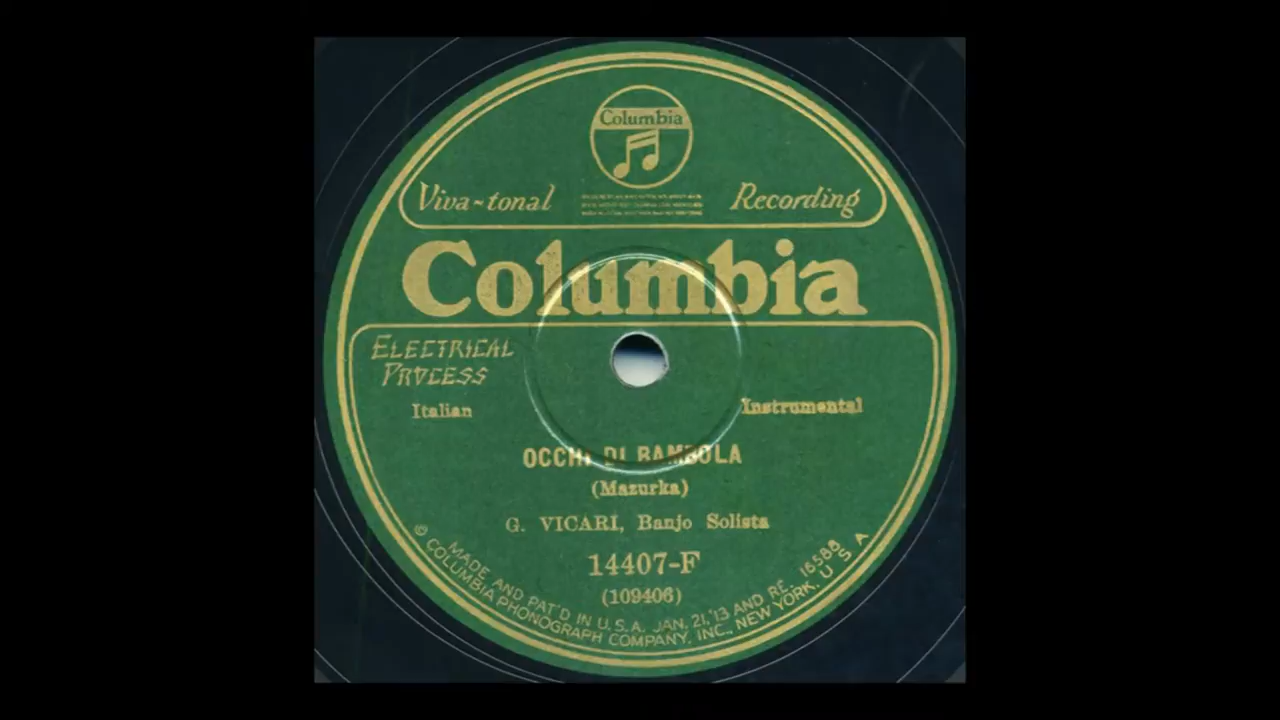 Columbia
Viva-tonal
Recording
Columbia
ELECTRICAL
PROCESS
Italian
Instrumental
OCCHI DI BAMBOLA
(Mazurka)
G. VICARI, Banjo Solista
14407-F
(109406)
MADE AND PAT'D IN U.S.A. JAN. 21, '13 AND RE. 16588
© COLUMBIA PHONOGRAPH COMPANY, INC., NEW YORK, U S A